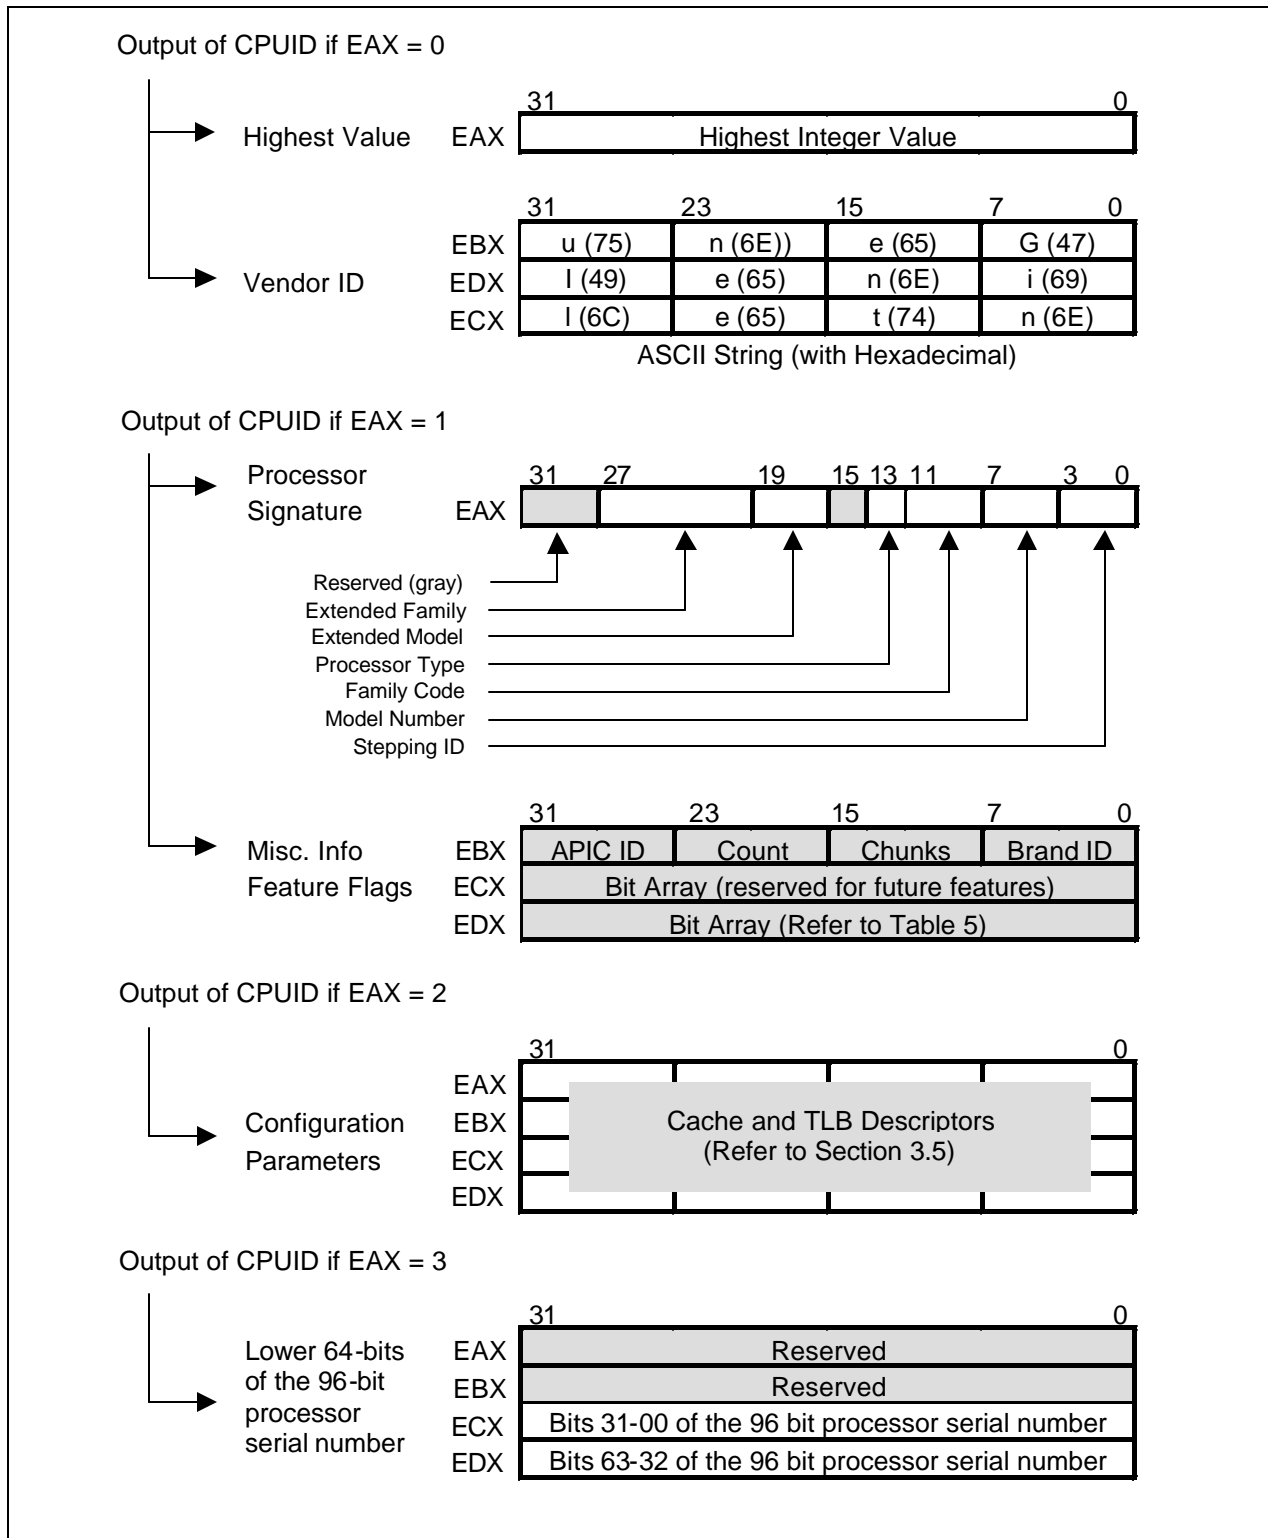 Output of CPUID if EAX = 0
31 0
Highest Value EAX Highest Integer Value
31 23 15 7 0
EBX u (75) n (6E)) e (65) G (47)
Vendor ID EDX I (49) e (65) n (6E) i (69)
ECX l (6C) e (65) t (74) n (6E)
ASCII String (with Hexadecimal)
Output of CPUID if EAX = 1
Processor 31 27 19 15 13 11 7 3 0
Signature EAX
Reserved (gray)
Extended Family
Extended Model
Processor Type
Family Code
Model Number
Stepping ID
31 23 15 7 0
Misc. Info EBX APIC ID Count Chunks Brand ID
Feature Flags ECX Bit Array (reserved for future features)
EDX Bit Array (Refer to Table 5)
Output of CPUID if EAX = 2
31 0
EAX
Configuration EBX Cache and TLB Descriptors
Parameters ECX (Refer to Section 3.5)
EDX
Output of CPUID if EAX = 3
31 0
Lower 64-bits EAX Reserved
of the 96-bit EBX Reserved
processor ECX Bits 31-00 of the 96 bit processor serial number
serial number EDX Bits 63-32 of the 96 bit processor serial number